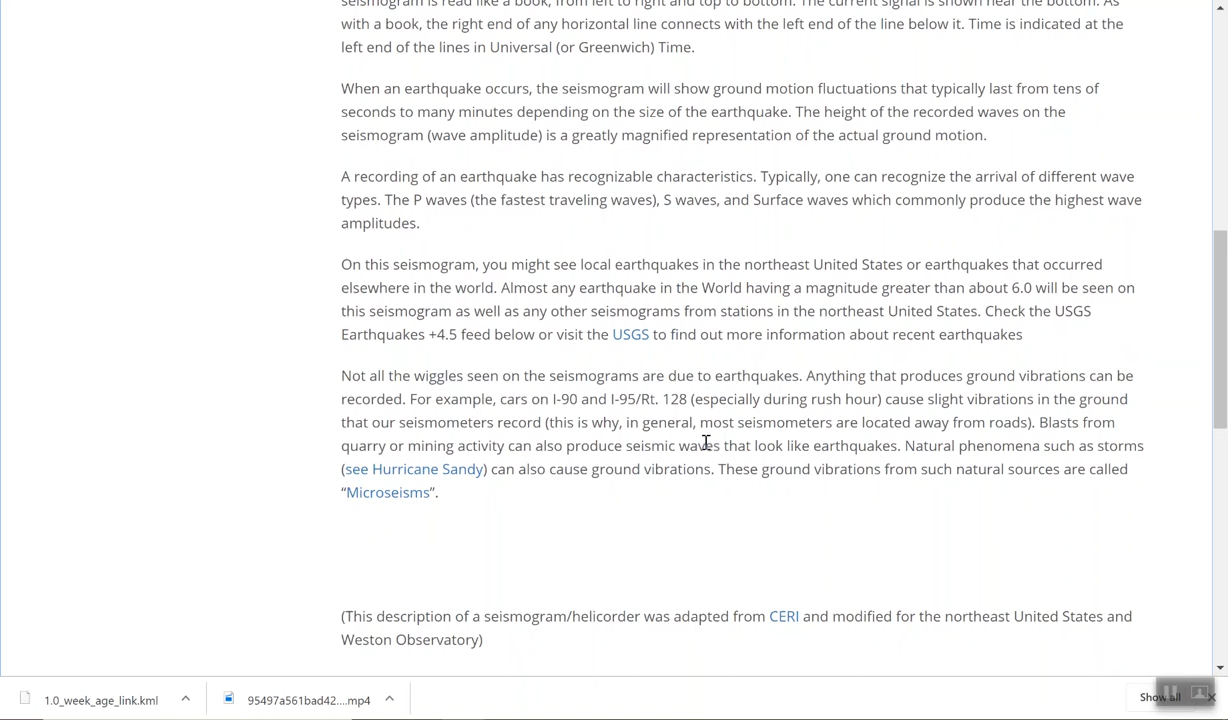 seismogram is read like a book, from left to right and top to bottom. The current signal is shown near the bottom. As
with a book, the right end of any horizontal line connects with the left end of the line below it. Time is indicated at the
left end of the lines in Universal (or Greenwich) Time.
When an earthquake occurs, the seismogram will show ground motion fluctuations that typically last from tens of
seconds to many minutes depending on the size of the earthquake. The height of the recorded waves on the
seismogram (wave amplitude) is a greatly magnified representation of the actual ground motion.
A recording of an earthquake has recognizable characteristics. Typically, one can recognize the arrival of different wave
types. The P waves (the fastest traveling waves), S waves, and Surface waves which commonly produce the highest wave
amplitudes.
On this seismogram, you might see local earthquakes in the northeast United States or earthquakes that occurred
elsewhere in the world. Almost any earthquake in the World having a magnitude greater than about 6.0 will be seen on
this seismogram as well as any other seismograms from stations in the northeast United States. Check the USGS
Earthquakes +4.5 feed below or visit the USGS to find out more information about recent earthquakes
Not all the wiggles seen on the seismograms are due to earthquakes. Anything that produces ground vibrations can be
recorded. For example, cars on I-90 and I-95/Rt. 128 (especially during rush hour) cause slight vibrations in the ground
that our seismometers record (this is why, in general, most seismometers are located away from roads). Blasts from
quarry or mining activity can also produce seismic waves that look like earthquakes. Natural phenomena such as storms
(see Hurricane Sandy) can also cause ground vibrations. These ground vibrations from such natural sources are called
“Microseisms”.
(This description of a seismogram/helicorder was adapted from CERI and modified for the northeast United States and
Weston Observatory)
1.0_week_age_link.kml
95497a561bad42....mp4
Show all